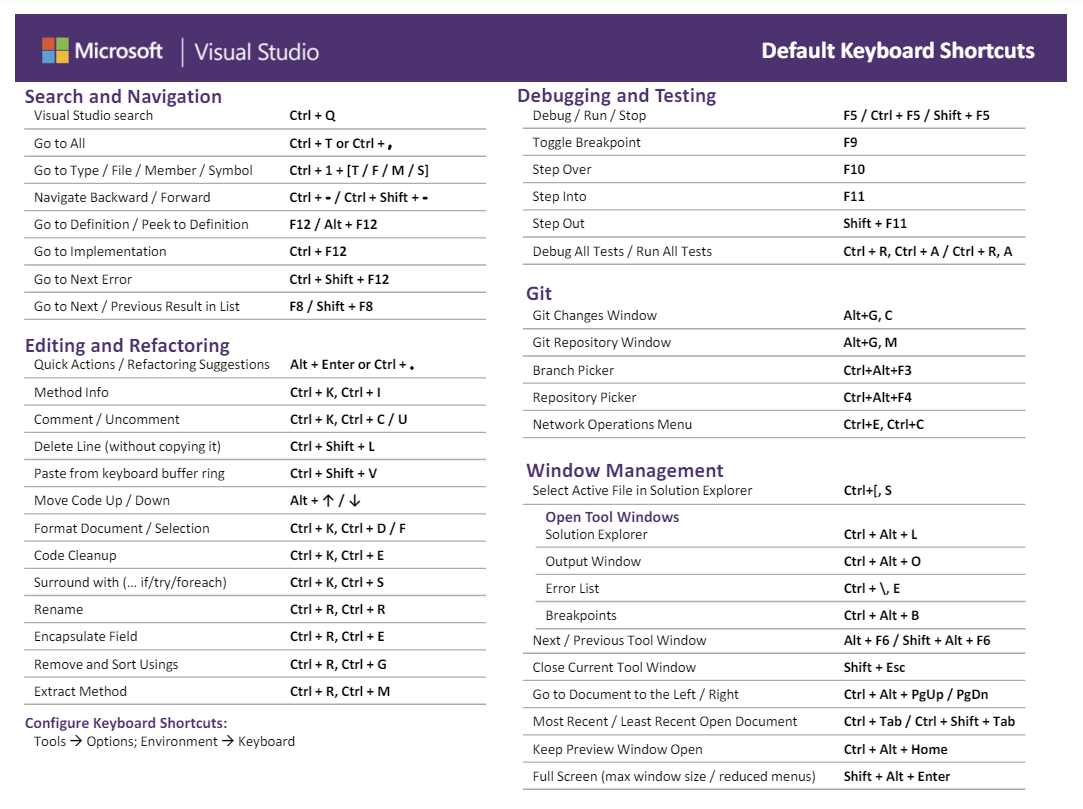 Microsoft | Visual Studio
Default Keyboard Shortcuts
Search and Navigation
Visual Studio search Ctrl + Q
Go to All Ctrl + T or Ctrl + ,
Go to Type / File / Member / Symbol Ctrl + 1 + [T / F / M / S]
Navigate Backward / Forward Ctrl + - / Ctrl + Shift + -
Go to Definition / Peek to Definition F12 / Alt + F12
Go to Implementation Ctrl + F12
Go to Next Error Ctrl + Shift + F12
Go to Next / Previous Result in List F8 / Shift + F8
Editing and Refactoring
Quick Actions / Refactoring Suggestions Alt + Enter or Ctrl + .
Method Info Ctrl + K, Ctrl + I
Comment / Uncomment Ctrl + K, Ctrl + C / U
Delete Line (without copying it) Ctrl + Shift + L
Paste from keyboard buffer ring Ctrl + Shift + V
Move Code Up / Down Alt + ↑ / ↓
Format Document / Selection Ctrl + K, Ctrl + D / F
Code Cleanup Ctrl + K, Ctrl + E
Surround with (... if/try/foreach) Ctrl + K, Ctrl + S
Rename Ctrl + R, Ctrl + R
Encapsulate Field Ctrl + R, Ctrl + E
Remove and Sort Usings Ctrl + R, Ctrl + G
Extract Method Ctrl + R, Ctrl + M
Configure Keyboard Shortcuts:
Tools → Options; Environment → Keyboard
Debugging and Testing
Debug / Run / Stop F5 / Ctrl + F5 / Shift + F5
Toggle Breakpoint F9
Step Over F10
Step Into F11
Step Out Shift + F11
Debug All Tests / Run All Tests Ctrl + R, Ctrl + A / Ctrl + R, A
Git
Git Changes Window Alt+G, C
Git Repository Window Alt+G, M
Branch Picker Ctrl+Alt+F3
Repository Picker Ctrl+Alt+F4
Network Operations Menu Ctrl+E, Ctrl+C
Window Management
Select Active File in Solution Explorer Ctrl+[, S
Open Tool Windows
Solution Explorer Ctrl + Alt + L
Output Window Ctrl + Alt + O
Error List Ctrl + \, E
Breakpoints Ctrl + Alt + B
Next / Previous Tool Window Alt + F6 / Shift + Alt + F6
Close Current Tool Window Shift + Esc
Go to Document to the Left / Right Ctrl + Alt + PgUp / PgDn
Most Recent / Least Recent Open Document Ctrl + Tab / Ctrl + Shift + Tab
Keep Preview Window Open Ctrl + Alt + Home
Full Screen (max window size / reduced menus) Shift + Alt + Enter